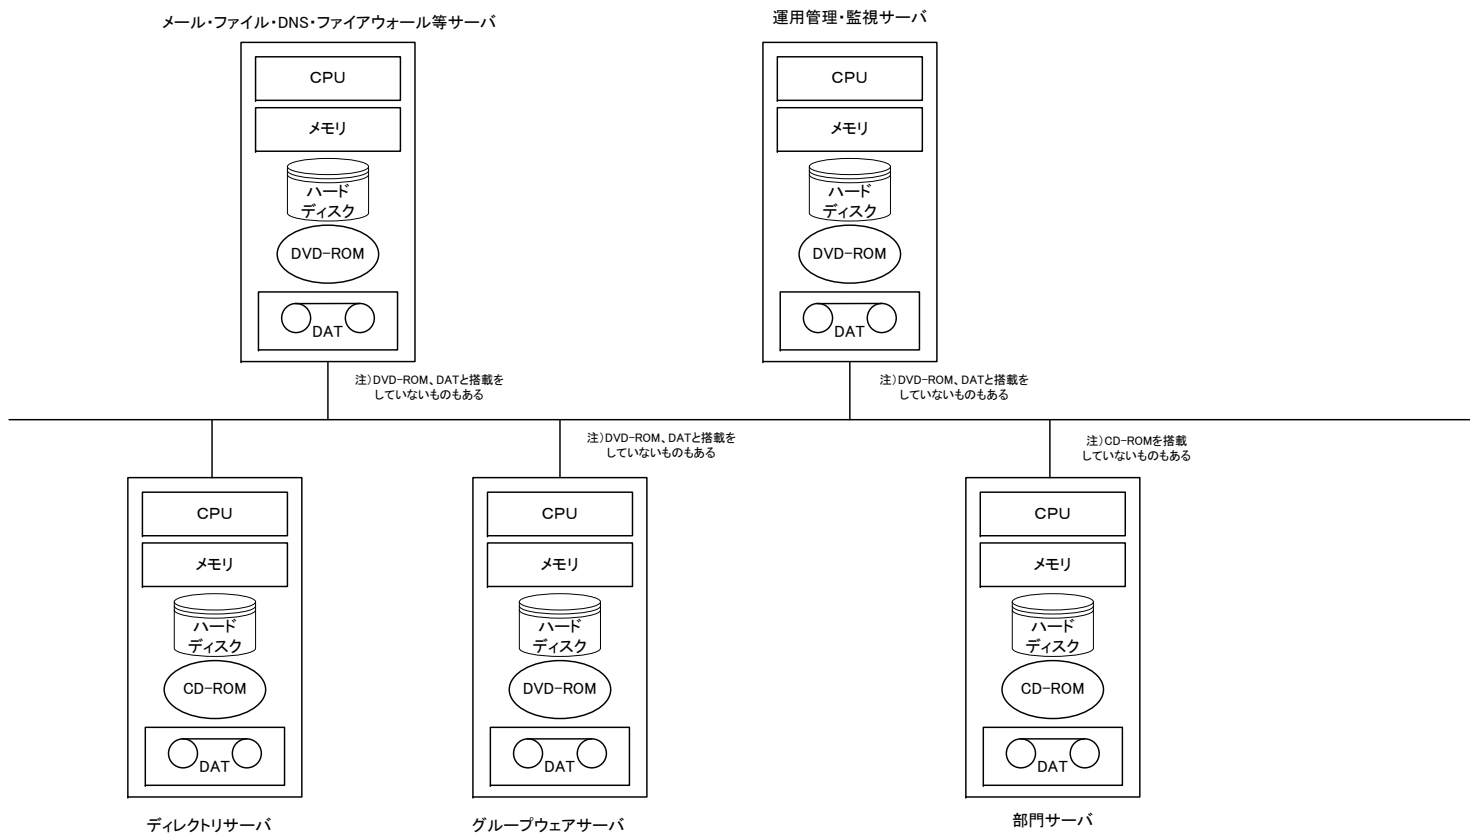 メール・ファイル・DNS・ファイアウォール等サーバ
CPU
メモリ
ハード
ディスク
DVD-ROM
DAT
注)DVD-ROM、DATと搭載を
していないものもある
運用管理・監視サーバ
CPU
メモリ
ハード
ディスク
DVD-ROM
DAT
注)DVD-ROM、DATと搭載を
していないものもある
CPU
メモリ
ハード
ディスク
CD-ROM
DAT
ディレクトリサーバ
注)DVD-ROM、DATと搭載を
していないものもある
CPU
メモリ
ハード
ディスク
DVD-ROM
DAT
グループウェアサーバ
注)CD-ROMを搭載
していないものもある
CPU
メモリ
ハード
ディスク
CD-ROM
DAT
部門サーバ